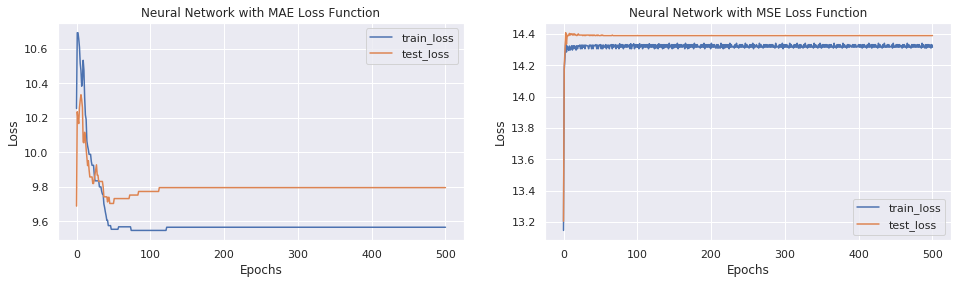 Neural Network with MAE Loss Function
10.6
10.4
10.2
10.0
9.8
9.6
Loss
train_loss
test_loss
0
100
200
300
400
500
Epochs
Neural Network with MSE Loss Function
14.4
14.2
14.0
13.8
13.6
13.4
13.2
Loss
train_loss
test_loss
0
100
200
300
400
500
Epochs